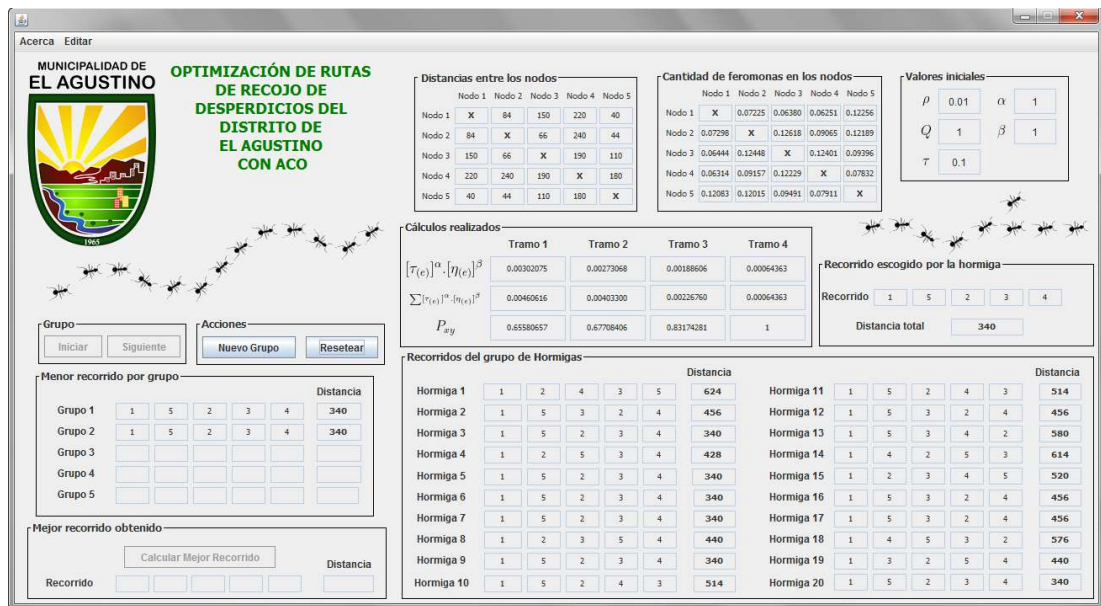 Acerca Editar
MUNICIPALIDAD DE
EL AGUSTINO
1965
OPTIMIZACIÓN DE RUTAS
DE RECOJO DE
DESPERDICIOS DEL
DISTRITO DE
EL AGUSTINO
CON ACO
Distancias entre los nodos
Nodo 1 Nodo 2 Nodo 3 Nodo 4 Nodo 5
Nodo 1 X 84 150 220 40
Nodo 2 84 X 66 240 44
Nodo 3 150 66 X 190 110
Nodo 4 220 240 190 X 180
Nodo 5 40 44 110 180 X
Cantidad de feromonas en los nodos
Nodo 1 Nodo 2 Nodo 3 Nodo 4 Nodo 5
Nodo 1 X 0.07225 0.06380 0.06251 0.12256
Nodo 2 0.07298 X 0.12618 0.09065 0.12189
Nodo 3 0.06444 0.12448 X 0.12401 0.09396
Nodo 4 0.06314 0.09157 0.12229 X 0.07832
Nodo 5 0.12083 0.12015 0.09491 0.07911 X
Valores iniciales
ρ 0.01 α 1
Q 1 β 1
τ 0.1
Cálculos realizados
Tramo 1 Tramo 2 Tramo 3 Tramo 4
[τ(e)]^α.[η(e)]^β 0.00302075 0.00273068 0.00188606 0.00064363
∑[τ(e)]^α.[η(e)]^β 0.00460616 0.00403300 0.00226760 0.00064363
Pxy 0.65580657 0.67708406 0.83174281 1
Recorrido escogido por la hormiga
Recorrido 1 5 2 3 4
Distancia total 340
Grupo
Iniciar Siguiente
Acciones
Nuevo Grupo Resetear
Menor recorrido por grupo
Distancia
Grupo 1 1 5 2 3 4 340
Grupo 2 1 5 2 3 4 340
Grupo 3
Grupo 4
Grupo 5
Mejor recorrido obtenido
Calcular Mejor Recorrido
Distancia
Recorrido
Recorridos del grupo de Hormigas
Distancia
Hormiga 1 1 2 4 3 5 624
Hormiga 2 1 5 3 2 4 456
Hormiga 3 1 5 2 3 4 340
Hormiga 4 1 2 5 3 4 428
Hormiga 5 1 5 2 3 4 340
Hormiga 6 1 5 2 3 4 340
Hormiga 7 1 5 2 3 4 340
Hormiga 8 1 2 3 5 4 440
Hormiga 9 1 5 2 3 4 340
Hormiga 10 1 5 2 4 3 514
Distancia
Hormiga 11 1 5 2 4 3 514
Hormiga 12 1 5 3 2 4 456
Hormiga 13 1 5 3 4 2 580
Hormiga 14 1 4 2 5 3 614
Hormiga 15 1 2 3 4 5 520
Hormiga 16 1 5 3 2 4 456
Hormiga 17 1 5 3 2 4 456
Hormiga 18 1 4 5 3 2 576
Hormiga 19 1 3 2 5 4 440
Hormiga 20 1 5 2 3 4 340